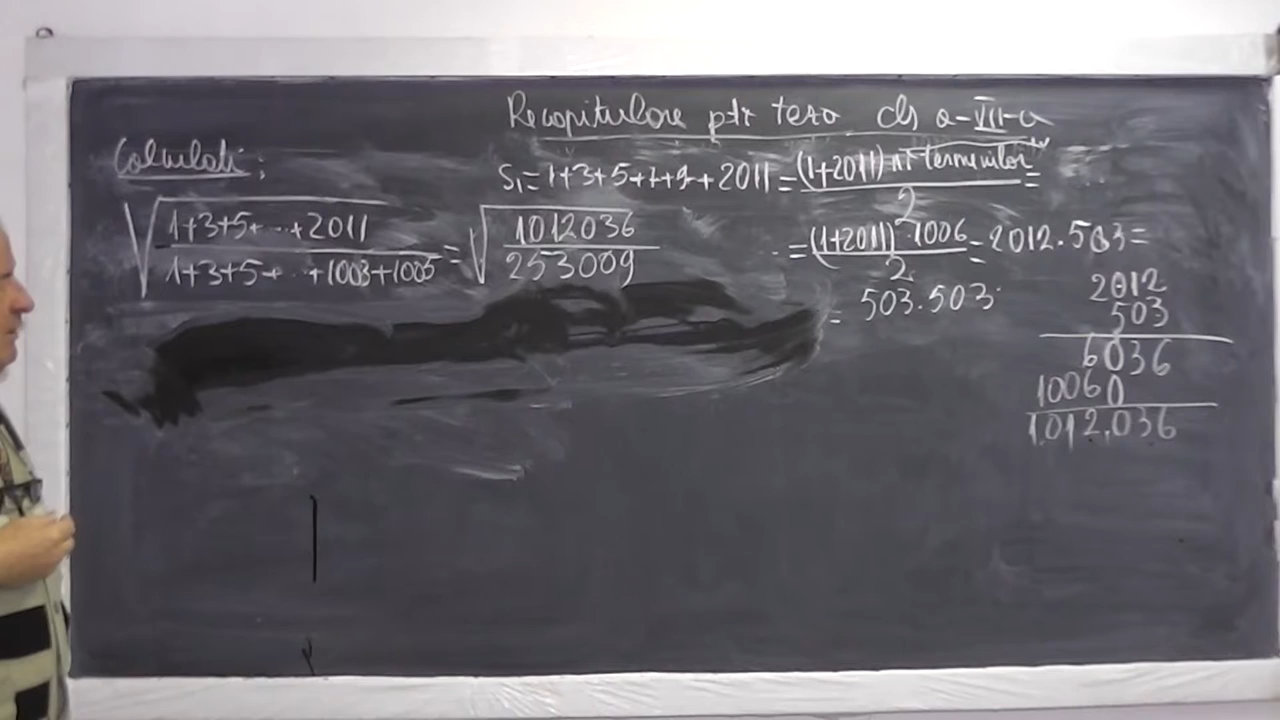 Recapitulare ptr teza cls a-VII-a
Calculati:
S₁=1+3+5+7+9+2011=(1+2011) nr termenilor/2=
√(1+3+5+...+2011/1+3+5+...+1003+1005)=√(1012036/253009)
...=(1+2011)·1006/2=2012.503=
= 503.503.
2012
503
6036
10060
1.012.036